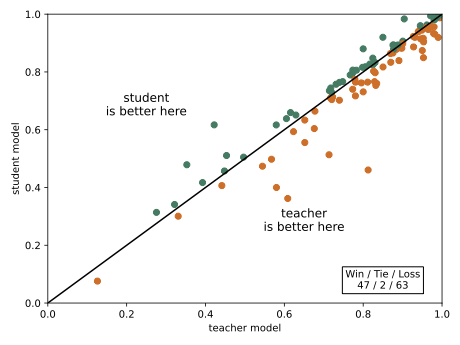 1.0
0.8
0.6
0.4
0.2
0.0
student model
student
is better here
teacher
is better here
Win / Tie / Loss
47 / 2 / 63
0.0 0.2 0.4 0.6 0.8 1.0
teacher model